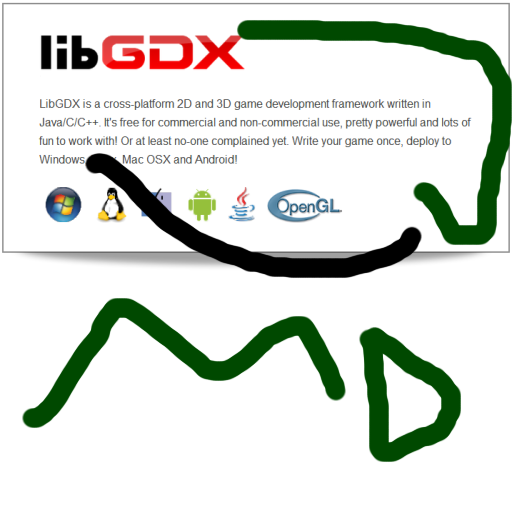 libGDX
LibGDX is a cross-platform 2D and 3D game development framework written in
Java/C/C++. It's free for commercial and non-commercial use, pretty powerful and lots of
fun to work with! Or at least no-one complained yet. Write your game once, deploy to
Windows, Mac OSX and Android!
OpenGL
MD